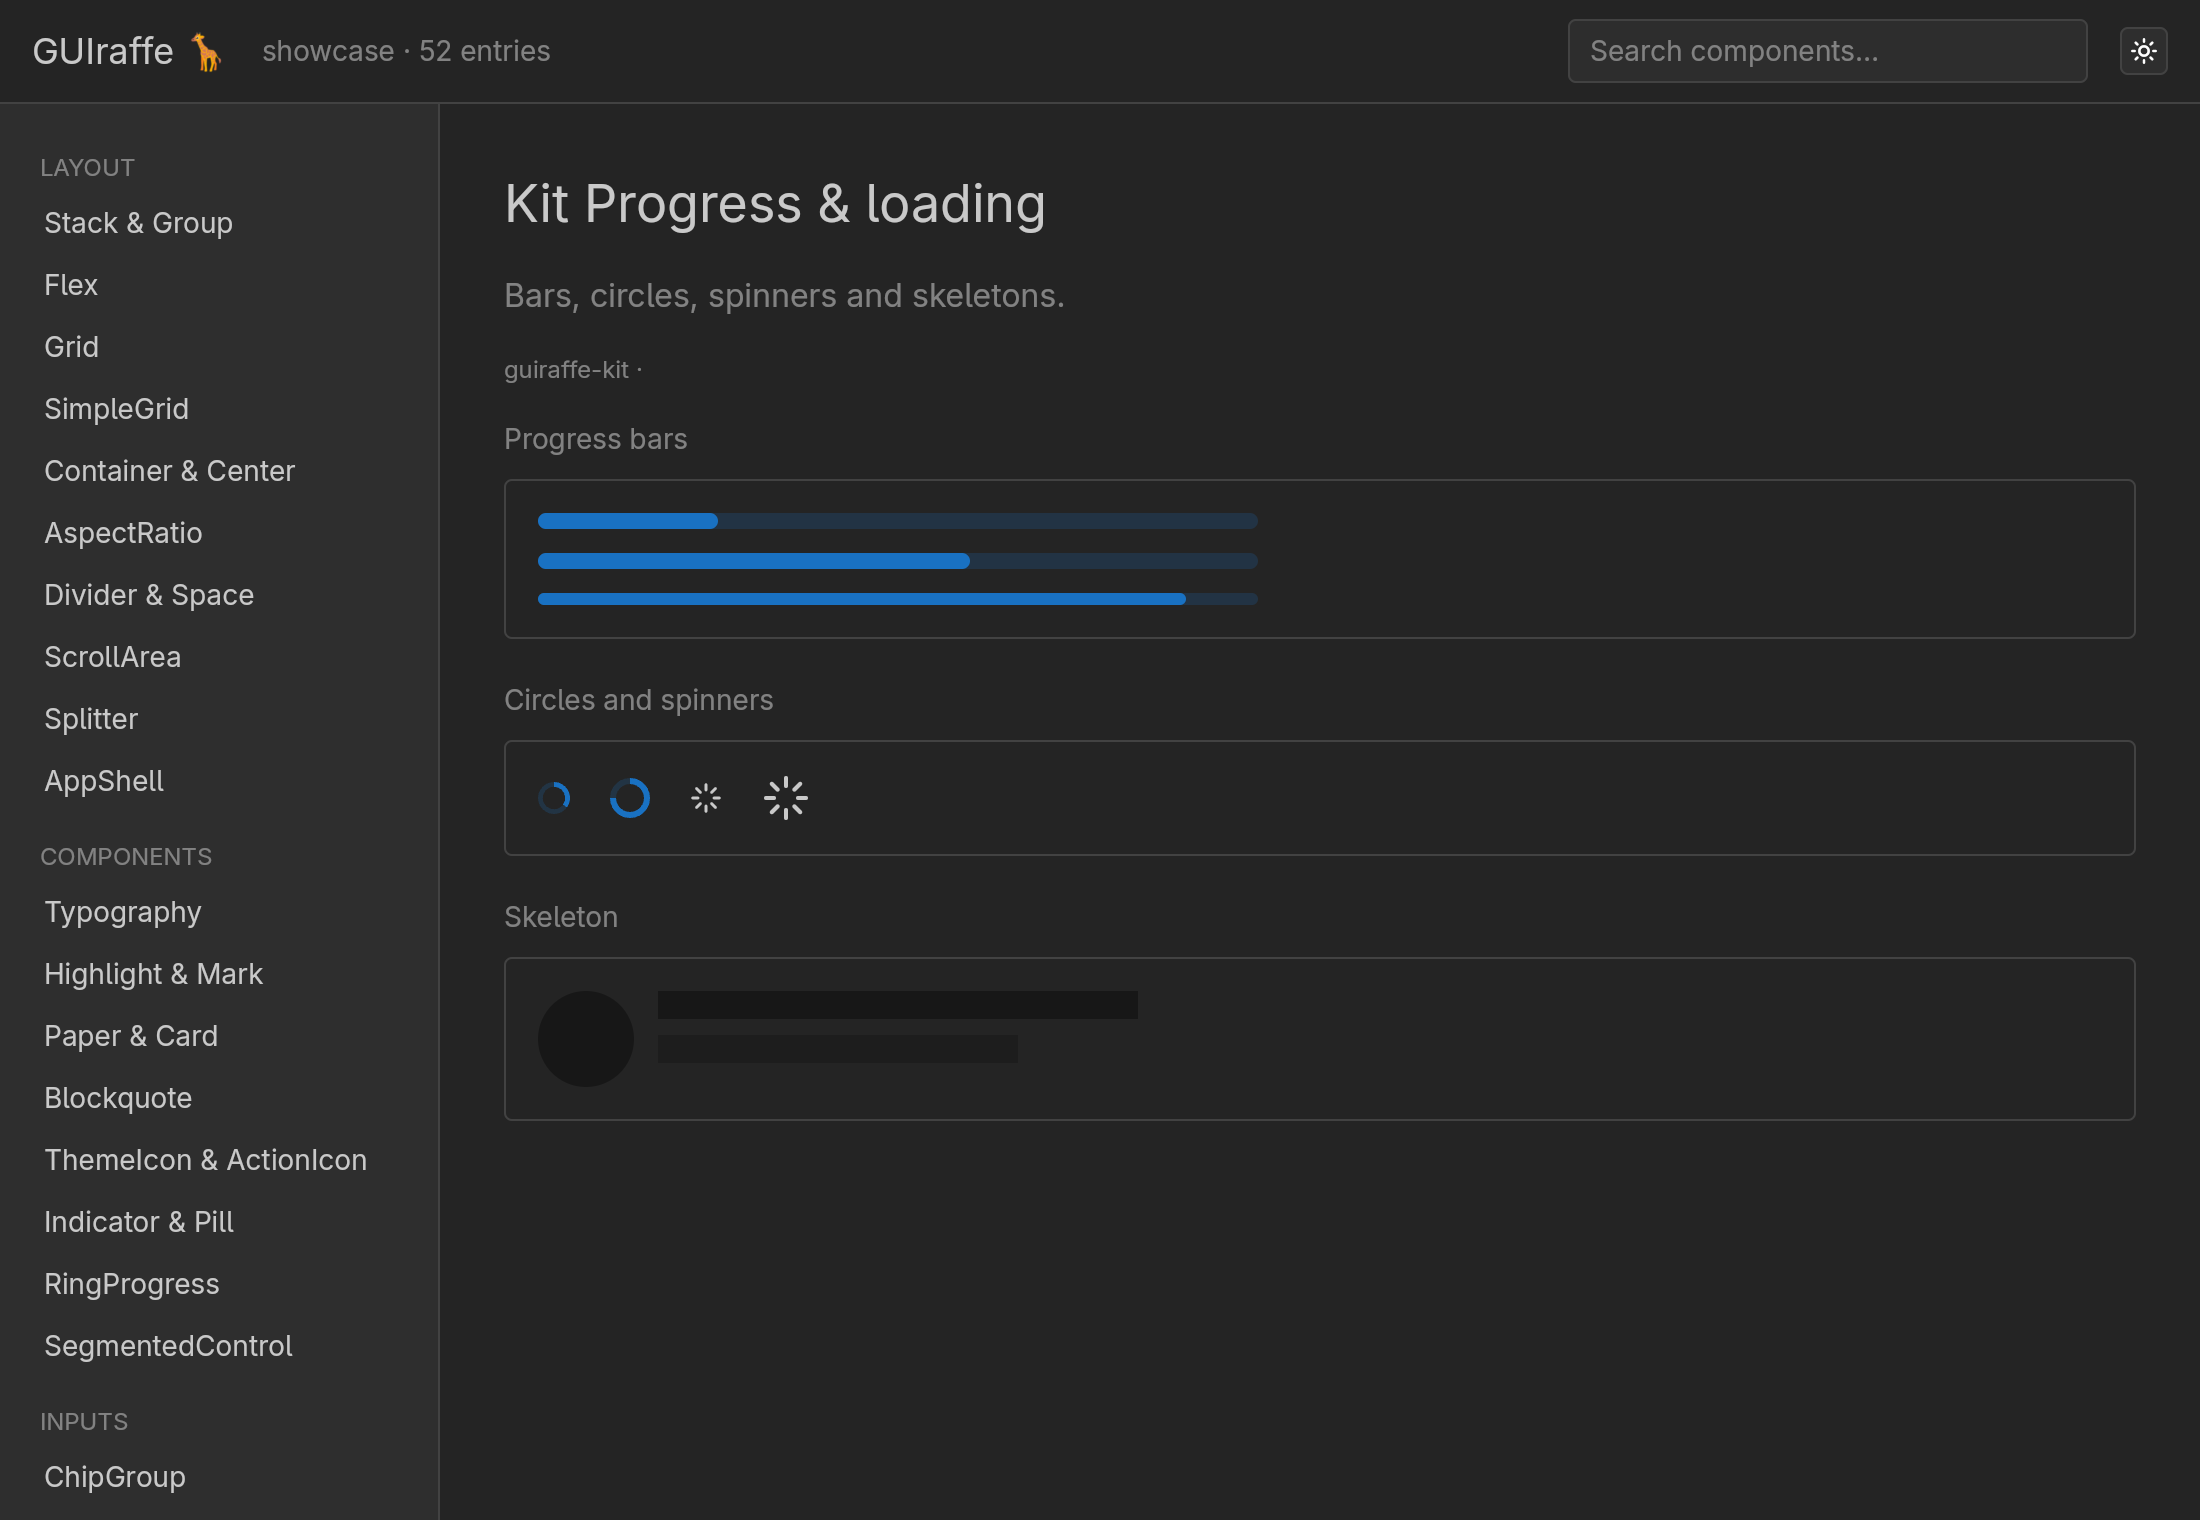 GUIraffe 🦒 showcase · 52 entries
Search components...
LAYOUT
Stack & Group
Flex
Grid
SimpleGrid
Container & Center
AspectRatio
Divider & Space
ScrollArea
Splitter
AppShell
COMPONENTS
Typography
Highlight & Mark
Paper & Card
Blockquote
ThemeIcon & ActionIcon
Indicator & Pill
RingProgress
SegmentedControl
INPUTS
ChipGroup
Kit Progress & loading
Bars, circles, spinners and skeletons.
guiraffe-kit ·
Progress bars
Circles and spinners
Skeleton